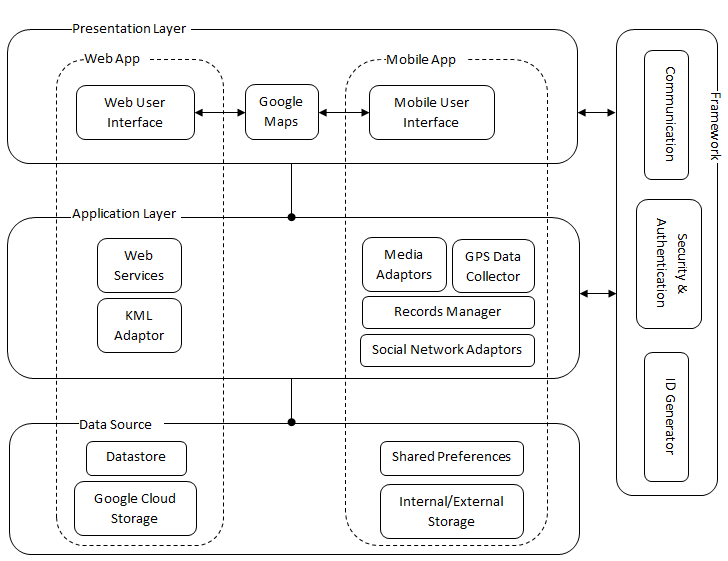 Presentation Layer
Web App
Mobile App
Web User
Interface
Google
Maps
Mobile User
Interface
Application Layer
Web
Services
KML
Adaptor
Media
Adaptors
GPS Data
Collector
Records Manager
Social Network Adaptors
Data Source
Datastore
Google Cloud
Storage
Shared Preferences
Internal/External
Storage
Framework
Communication
Security &
Authentication
ID Generator